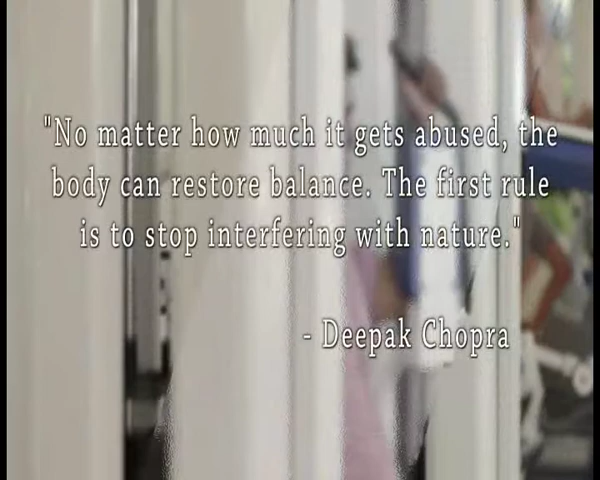 "No matter how much it gets abused, the
body can restore balance. The first rule
is to stop interfering with nature."
- Deepak Chopra